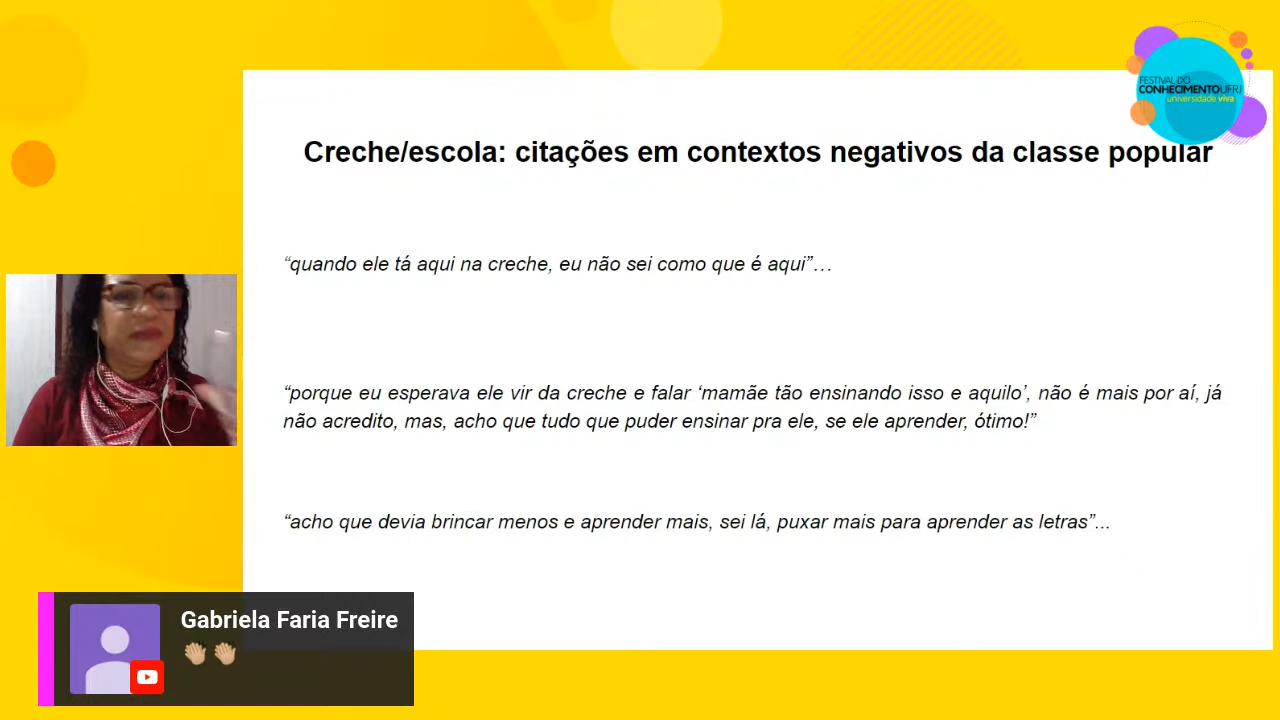 FESTIVAL DO
CONHECIMENTO UFRJ
universidade viva
Creche/escola: citações em contextos negativos da classe popular
“quando ele tá aqui na creche, eu não sei como que é aqui”…
“porque eu esperava ele vir da creche e falar ‘mamãe tão ensinando isso e aquilo’, não é mais por aí, já
não acredito, mas, acho que tudo que puder ensinar pra ele, se ele aprender, ótimo!”
“acho que devia brincar menos e aprender mais, sei lá, puxar mais para aprender as letras”...
Gabriela Faria Freire
👏🏼👏🏼